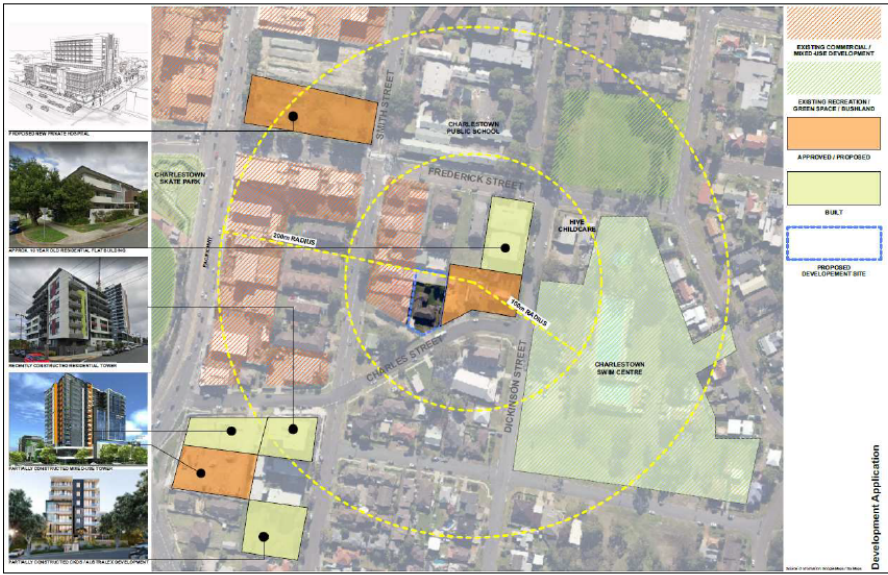 PROPOSED NEW PRIVATE HOSPITAL
APPROX. 10 YEAR OLD RESIDENTIAL FLAT BUILDING
RECENTLY CONSTRUCTED RESIDENTIAL TOWER
PARTIALLY CONSTRUCTED MIXED-USE TOWER
SMITH STREET
CHARLESTOWN
PUBLIC SCHOOL
CHARLESTOWN
SKATE PARK
FREDERICK STREET
HIVE
CHILDCARE
200m RADIUS
100m RADIUS
CHARLES STREET
DICKINSON STREET
CHARLESTOWN
SWIM CENTRE
EXISTING COMMERCIAL /
MIXED-USE DEVELOPMENT
EXISTING RECREATION /
GREEN SPACE / BUSHLAND
APPROVED / PROPOSED
BUILT
PROPOSED
DEVELOPEMENT SITE
Development Application